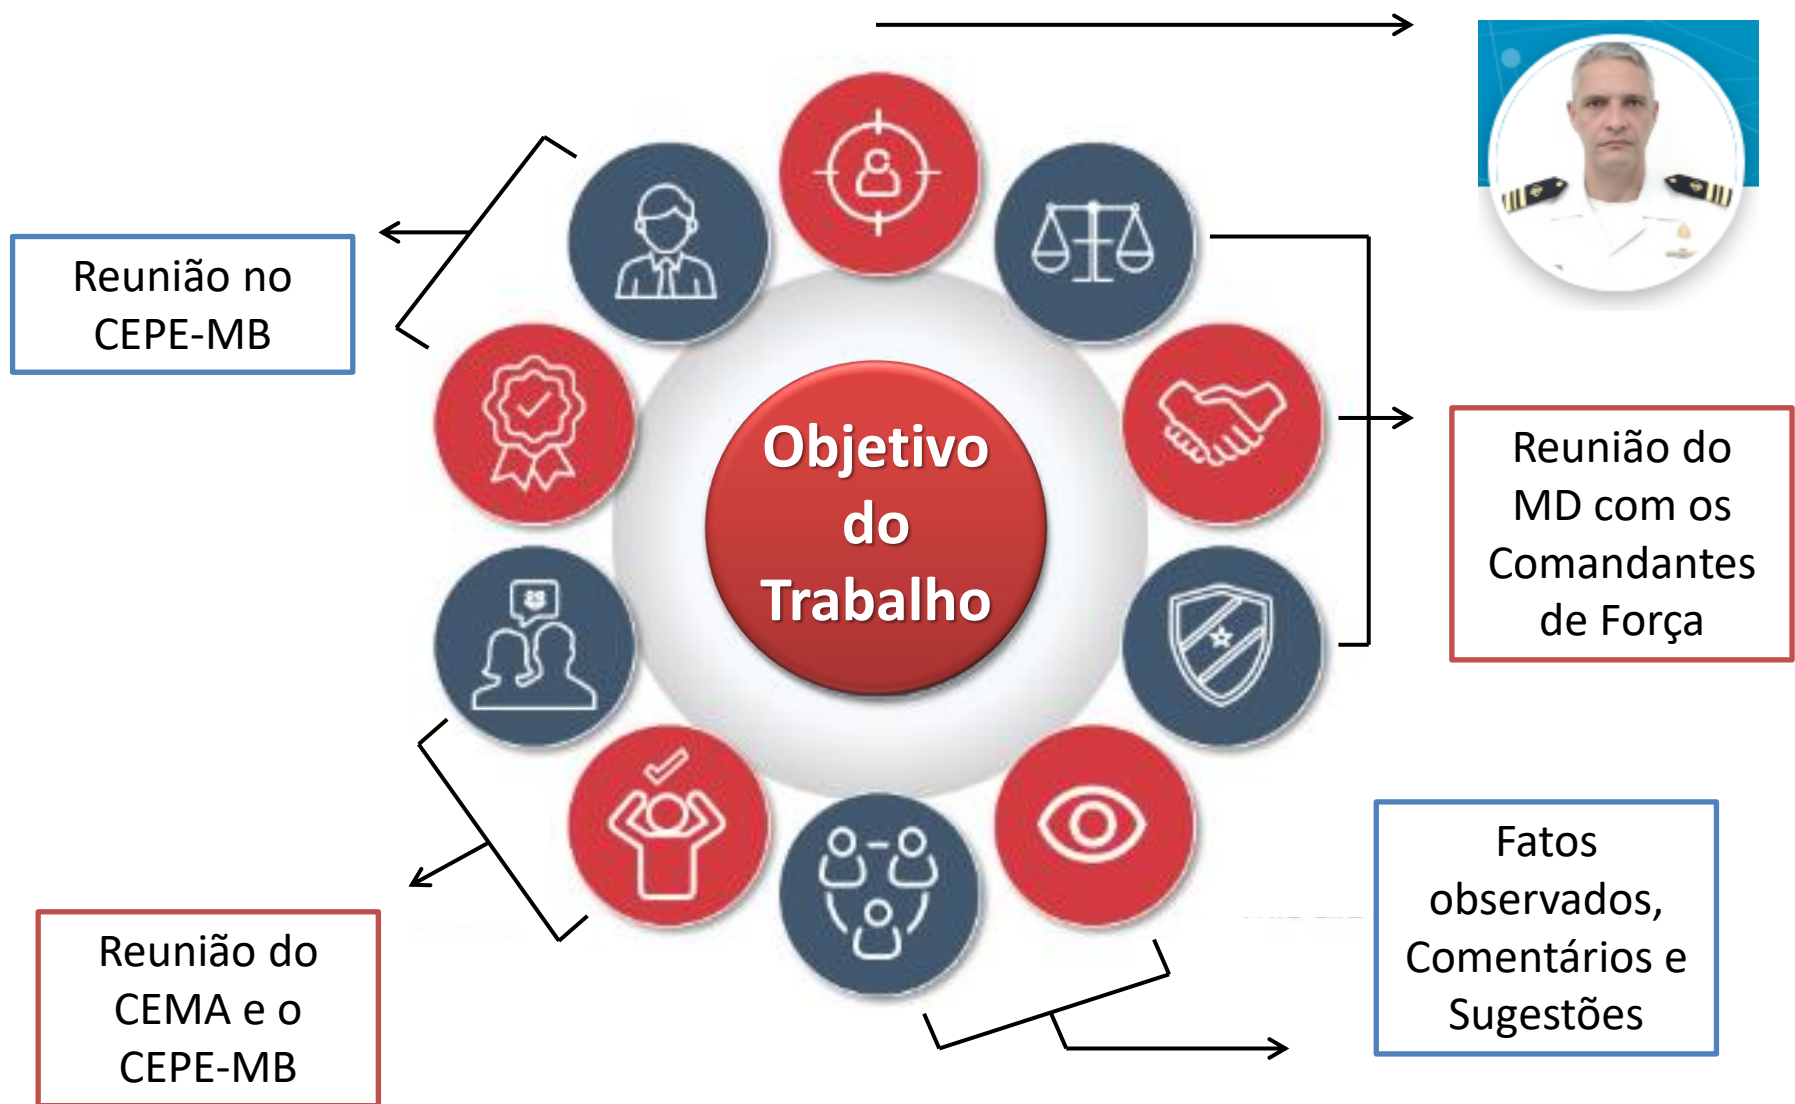 Reunião no
CEPE-MB
Objetivo
do
Trabalho
Reunião do
MD com os
Comandantes
de Força
Reunião do
CEMA e o
CEPE-MB
Fatos
observados,
Comentários e
Sugestões